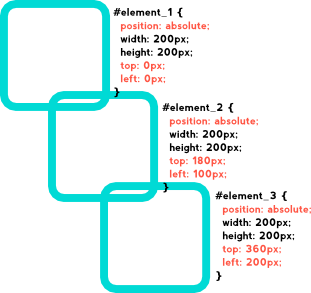 #element_1 {
position: absolute;
width: 200px;
height: 200px;
top: 0px;
left: 0px;
}
#element_2 {
position: absolute;
width: 200px;
height: 200px;
top: 180px;
left: 100px;
}
#element_3 {
position: absolute;
width: 200px;
height: 200px;
top: 360px;
left: 200px;
}